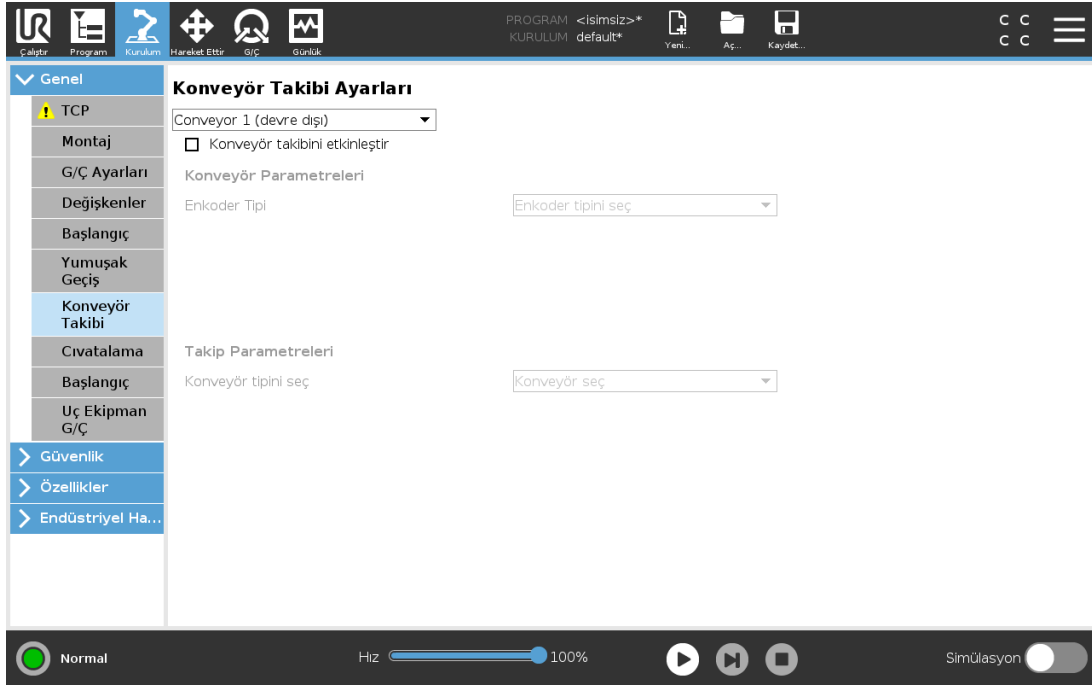 UR
Çalıştır
Program
Kurulum
Hareket Ettir
G/Ç
Günlük
PROGRAM <isimsiz>*
KURULUM default*
Yeni...
Aç...
Kaydet...
C C
C C
Genel
TCP
Montaj
G/Ç Ayarları
Değişkenler
Başlangıç
Yumuşak
Geçiş
Konveyör
Takibi
Cıvatalama
Başlangıç
Uç Ekipman
G/Ç
Güvenlik
Özellikler
Endüstriyel Ha...
Konveyör Takibi Ayarları
Conveyor 1 (devre dışı)
Konveyör takibini etkinleştir
Konveyör Parametreleri
Enkoder Tipi
Enkoder tipini seç
Takip Parametreleri
Konveyör tipini seç
Konveyör seç
Normal
Hız
100%
Simülasyon